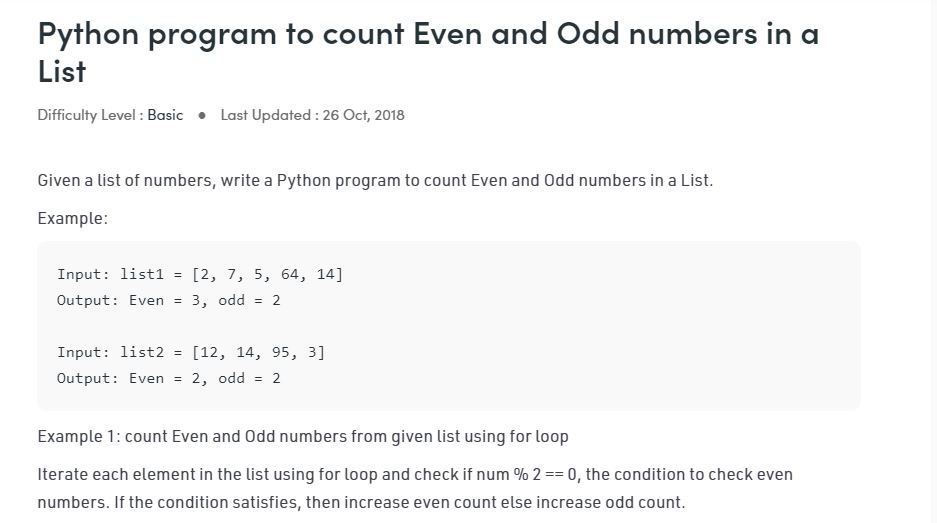 Python program to count Even and Odd numbers in a
List
Difficulty Level : Basic ● Last Updated : 26 Oct, 2018
Given a list of numbers, write a Python program to count Even and Odd numbers in a List.
Example:
Input: list1 = [2, 7, 5, 64, 14]
Output: Even = 3, odd = 2
Input: list2 = [12, 14, 95, 3]
Output: Even = 2, odd = 2
Example 1: count Even and Odd numbers from given list using for loop
Iterate each element in the list using for loop and check if num % 2 == 0, the condition to check even
numbers. If the condition satisfies, then increase even count else increase odd count.